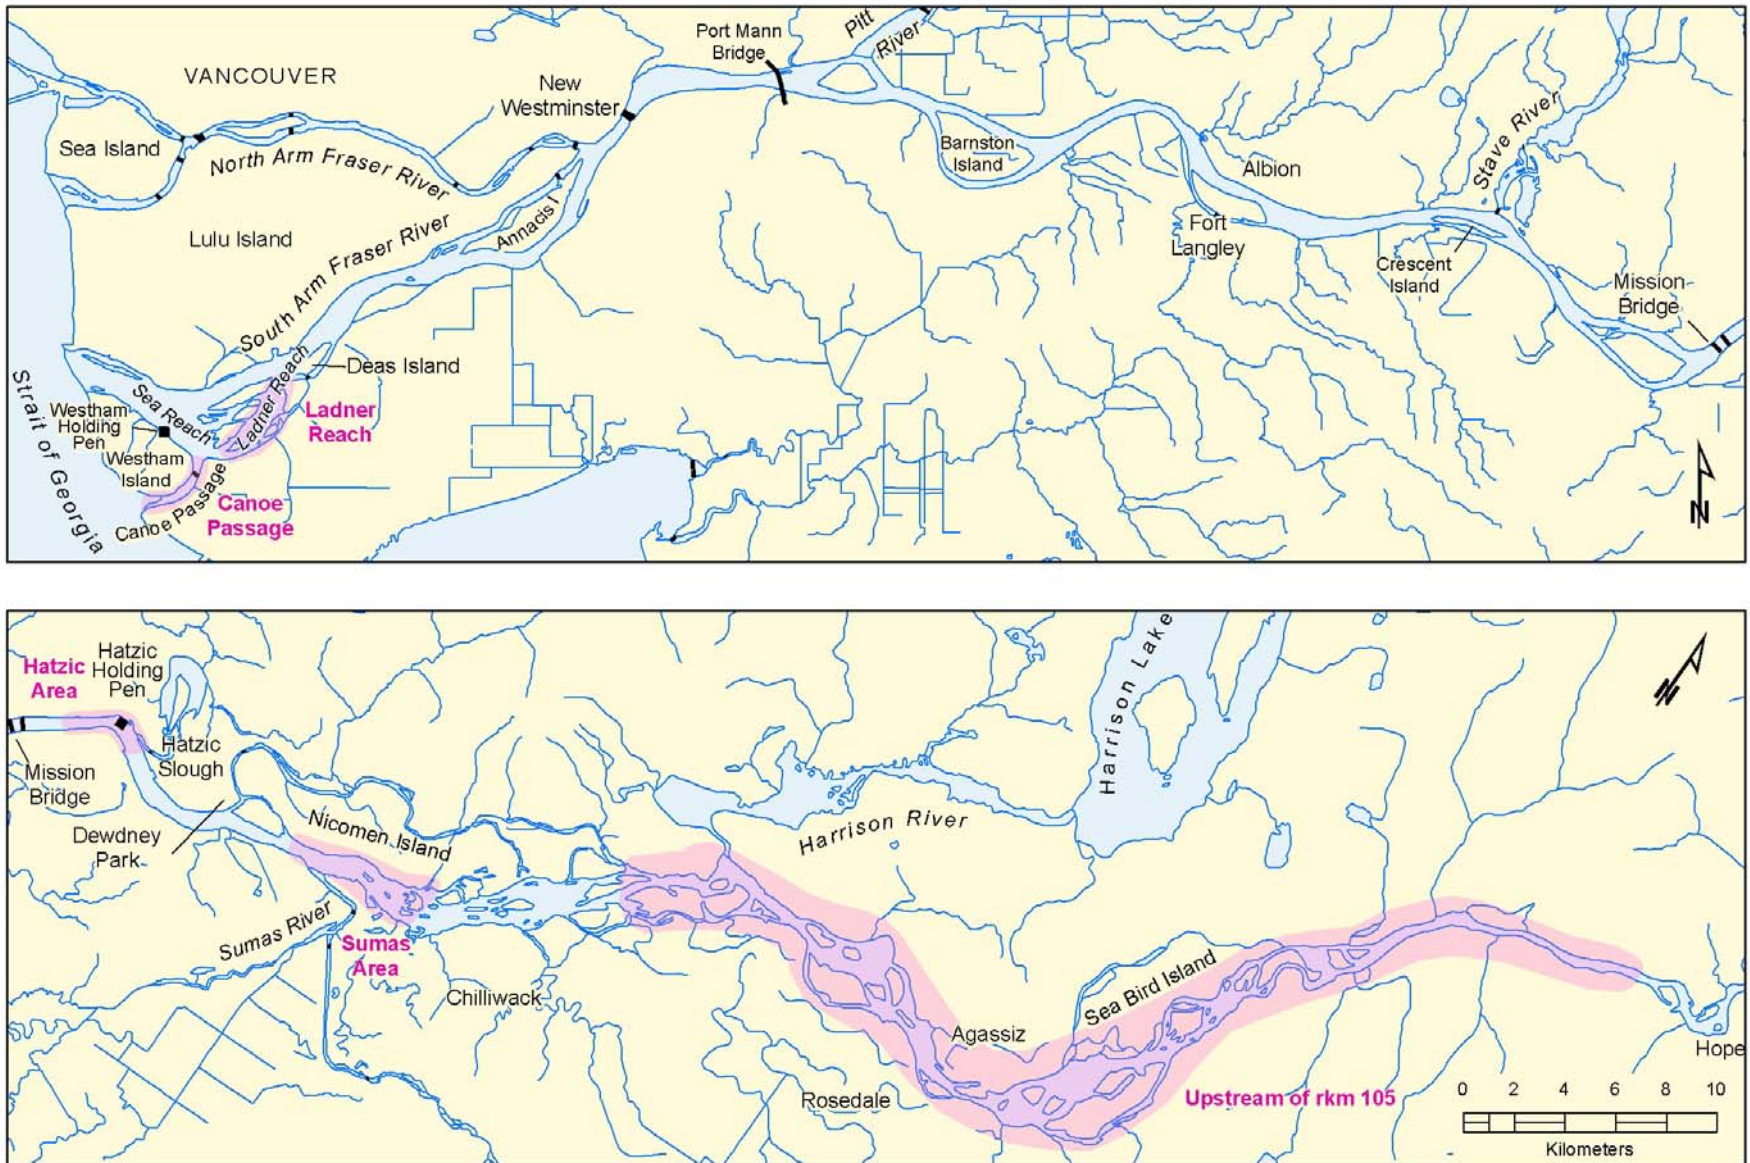 Pitt
River
Port Mann
Bridge
VANCOUVER
New
Westminster
Sea Island
North Arm Fraser River
Barnston
Island
Albion
Stave River
Lulu Island
Annacis I
Fort
Langley
Crescent
Island
Mission
Bridge
South Arm Fraser River
Deas Island
Strait of Georgia
Sea Reach
Ladner Reach
Ladner
Reach
Westham
Holding
Pen
Westham
Island
Canoe Passage
Canoe
Passage
N
Hatzic
Area
Hatzic
Holding
Pen
Harrison Lake
N
Hatzic
Slough
Mission
Bridge
Dewdney
Park
Nicomen Island
Harrison River
Sumas River
Sumas
Area
Chilliwack
Sea Bird Island
Agassiz
Rosedale
Upstream of rkm 105
Hope
0 2 4 6 8 10
Kilometers